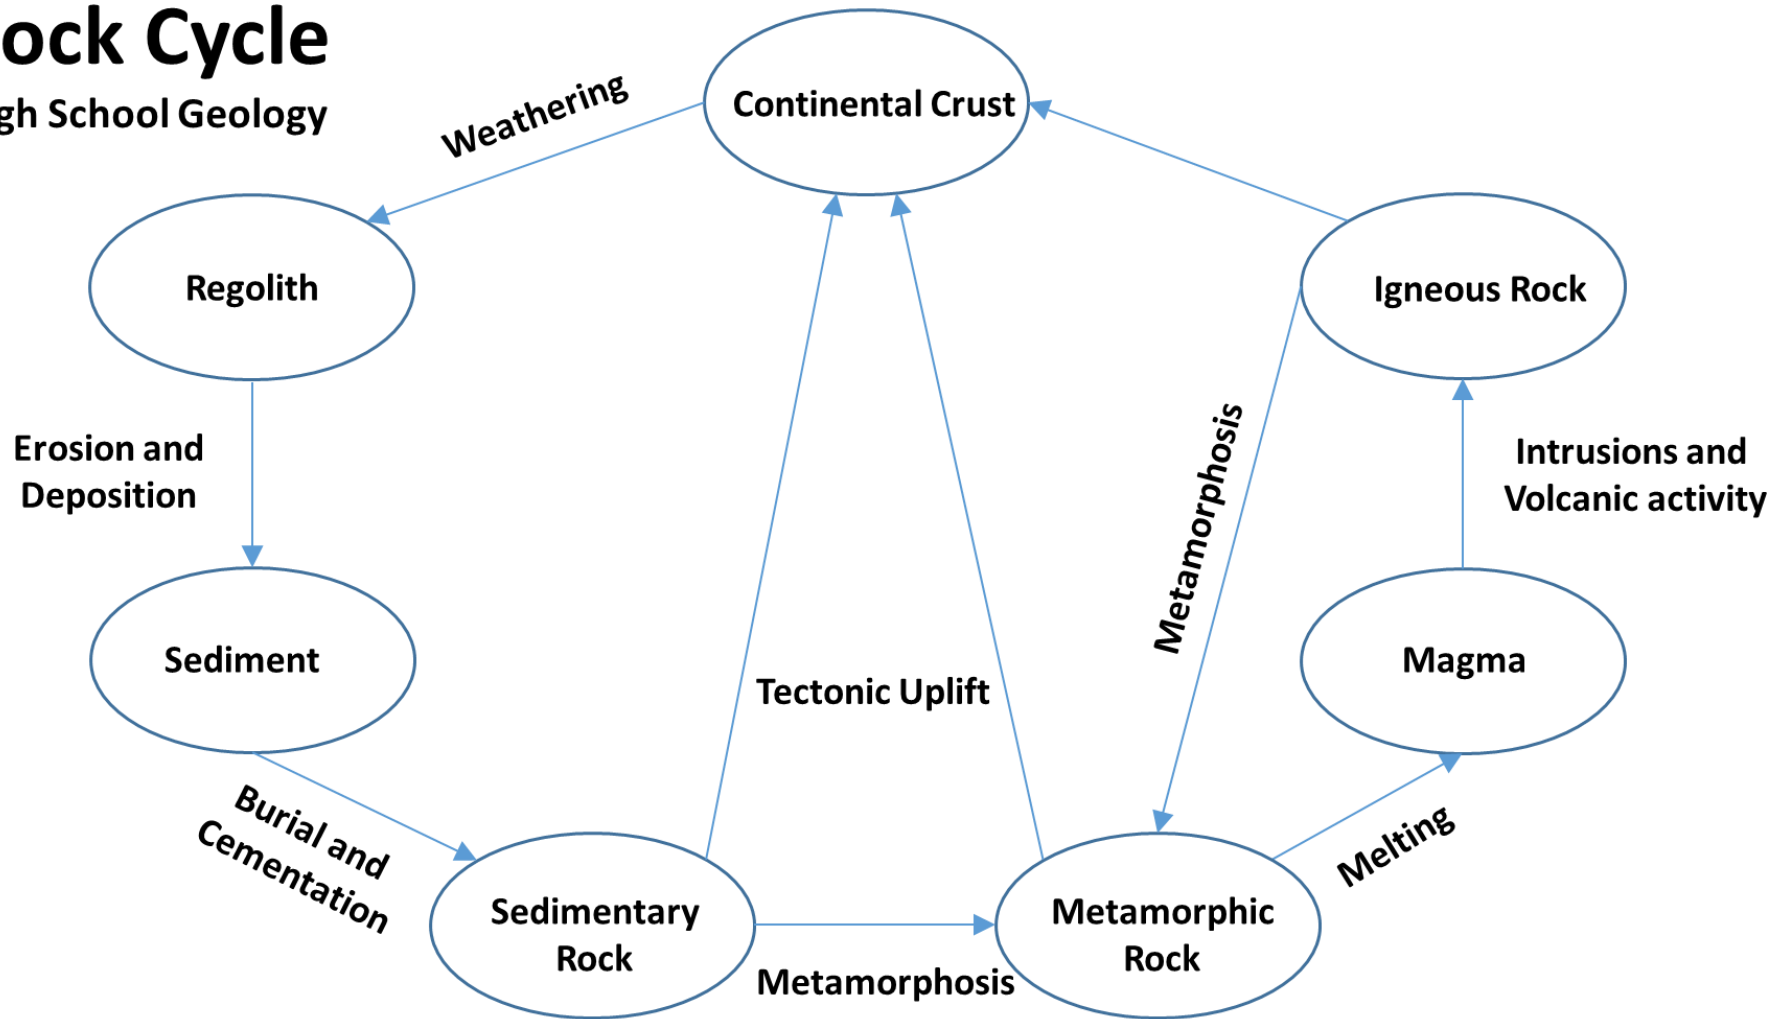 ock Cycle
gh School Geology
Continental Crust
Weathering
Regolith
Igneous Rock
Erosion and
Deposition
Metamorphosis
Intrusions and
Volcanic activity
Sediment
Tectonic Uplift
Magma
Burial and
Cementation
Melting
Sedimentary
Rock
Metamorphic
Rock
Metamorphosis